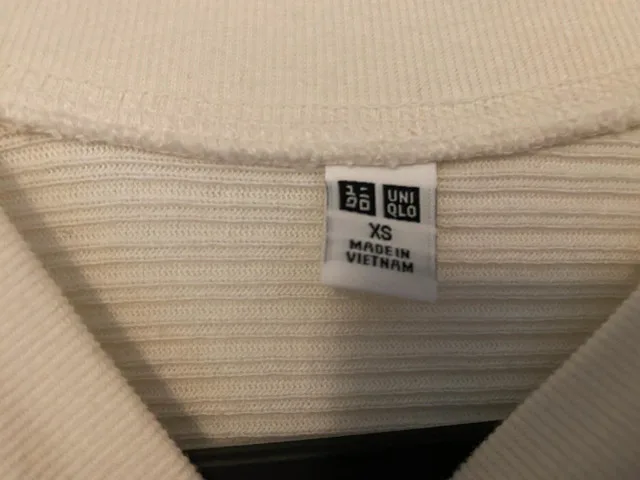 ユニ
クロ
UNI
QLO
XS
MADE IN
VIETNAM